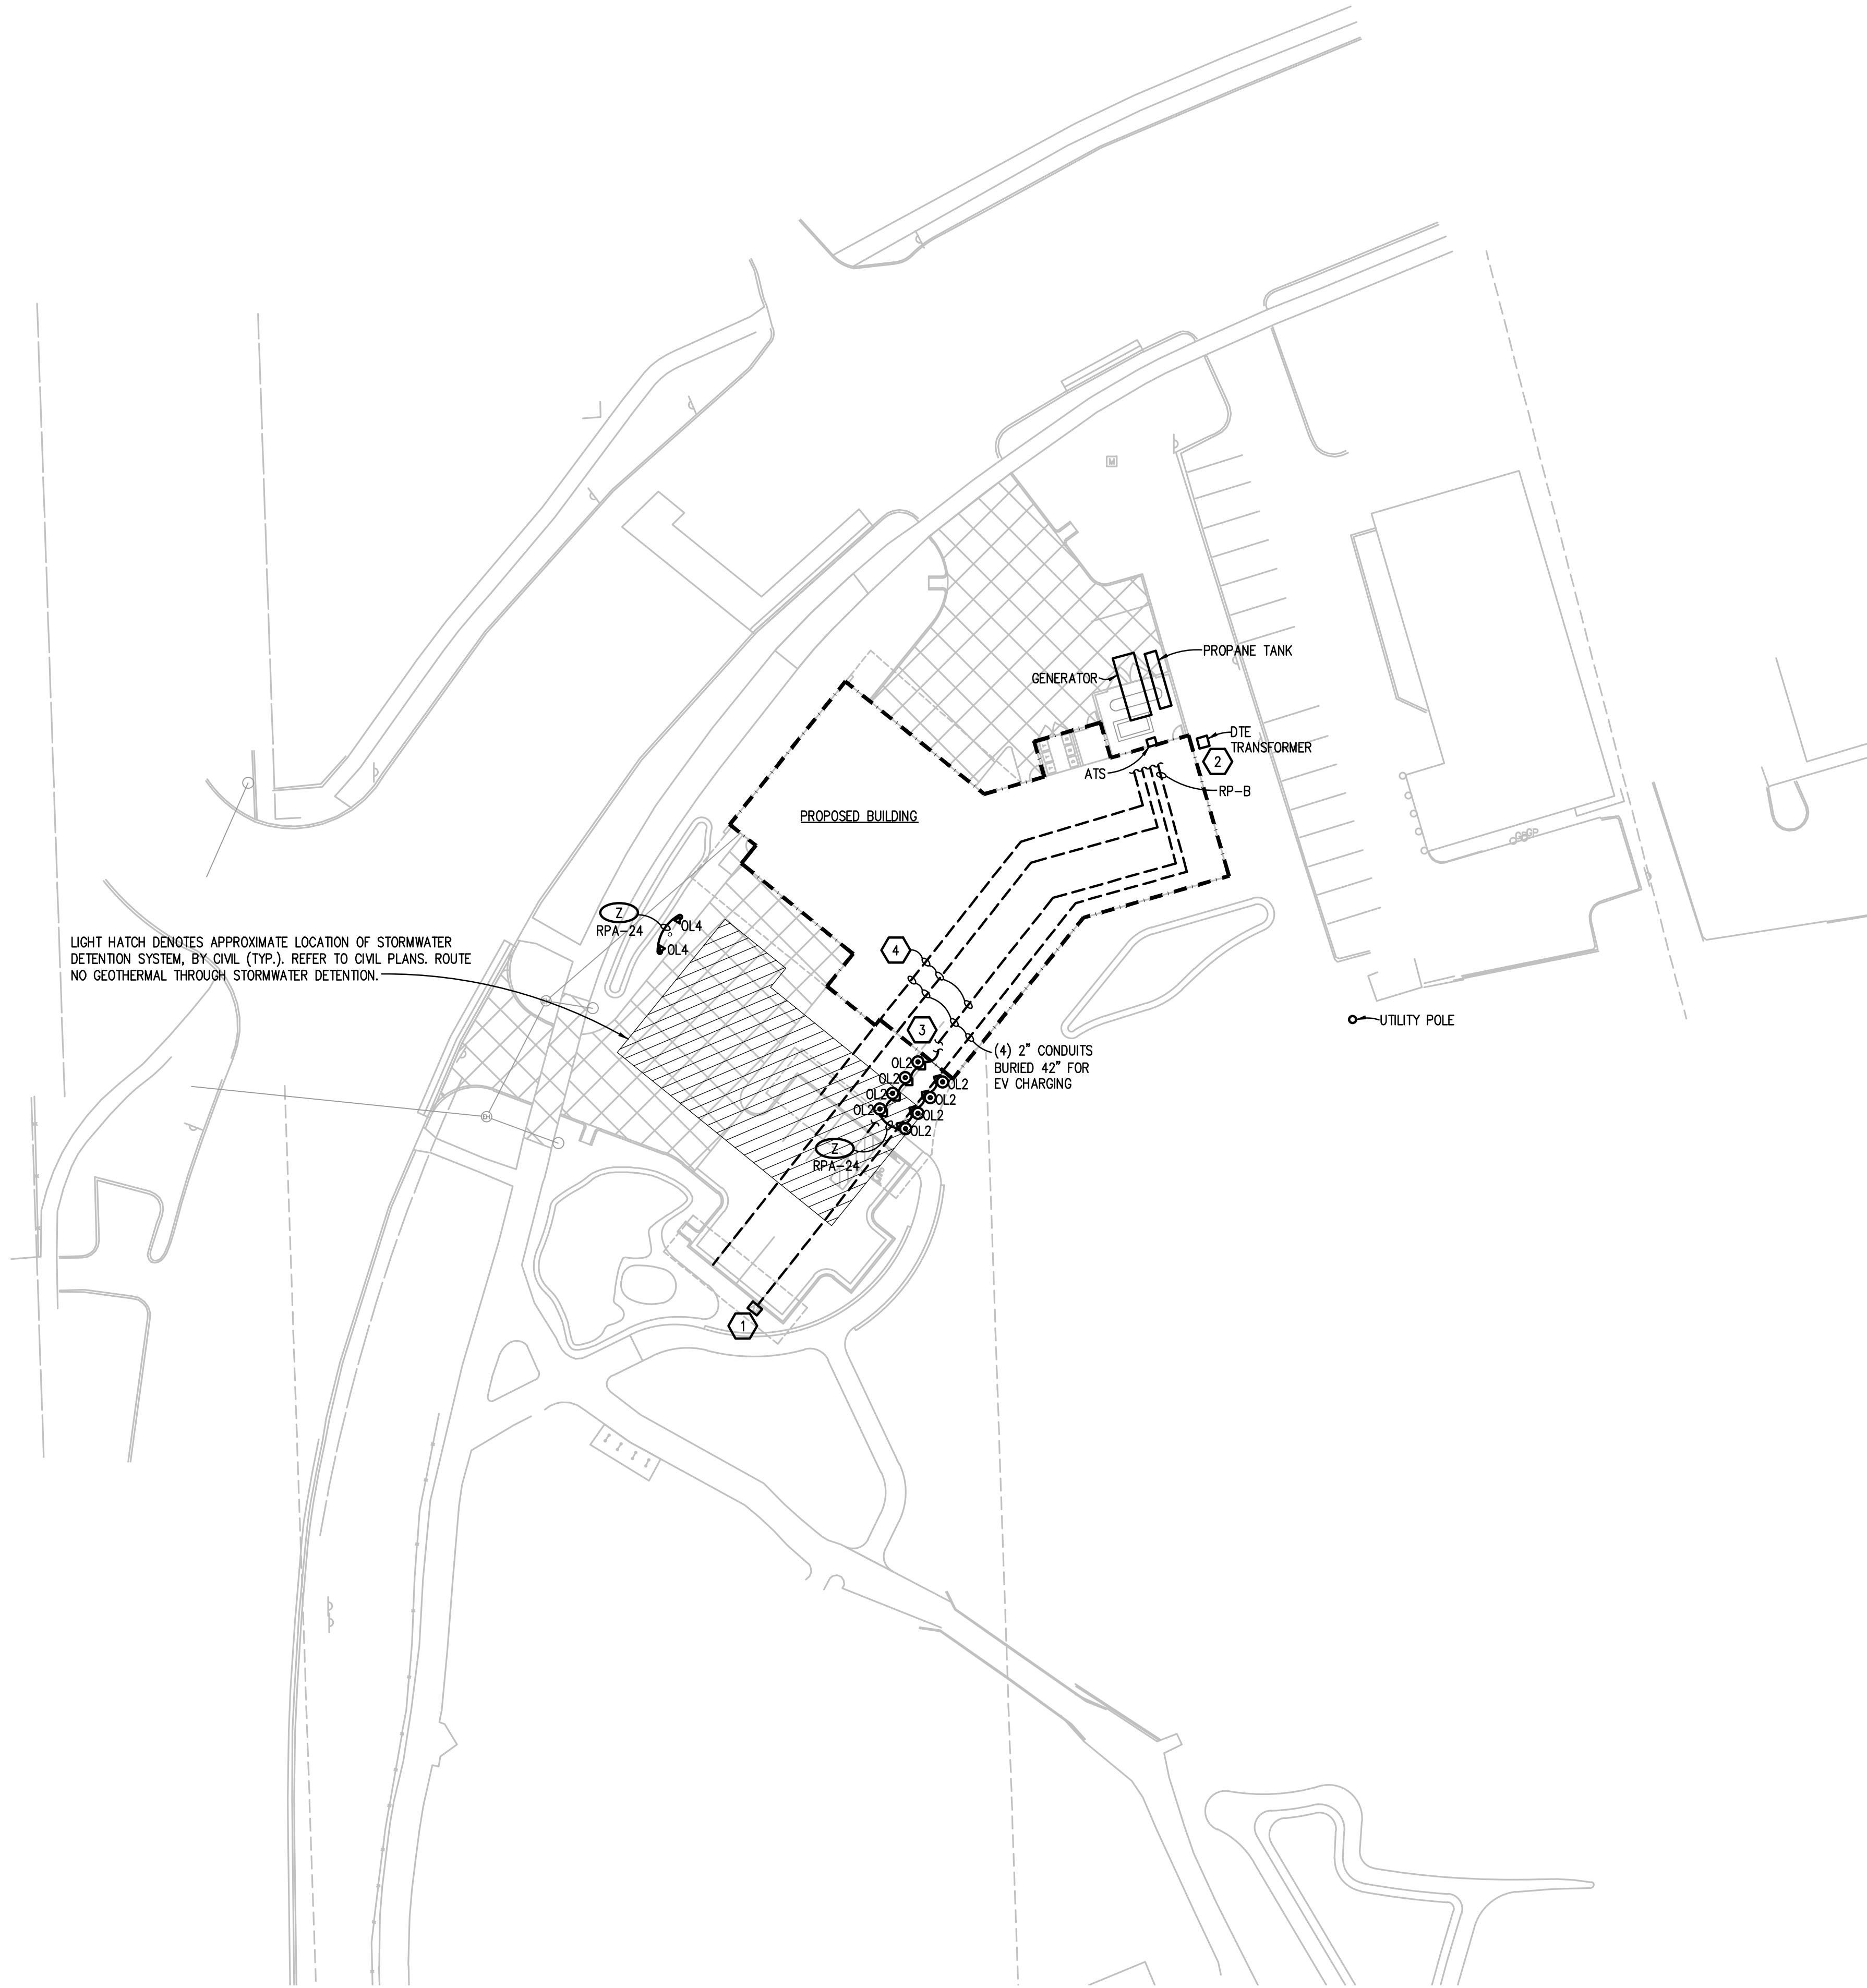 M
PROPANE TANK
GENERATOR
DTE
TRANSFORMER
2
ATS
RP-B
PROPOSED BUILDING
Z
RPA-24
OL4
OL4
LIGHT HATCH DENOTES APPROXIMATE LOCATION OF STORMWATER
DETENTION SYSTEM, BY CIVIL (TYP.). REFER TO CIVIL PLANS. ROUTE
NO GEOTHERMAL THROUGH STORMWATER DETENTION.
4
UTILITY POLE
3
(4) 2" CONDUITS
BURIED 42" FOR
EV CHARGING
OL2
OL2
OL2
OL2
OL2
OL2
OL2
OL2
Z
RPA-24
1